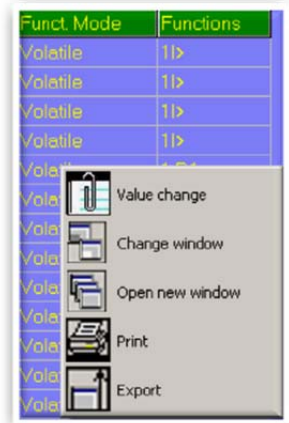 Funct. Mode Functions
Volatile 1I>
Volatile 1I>
Volatile 1I>
Volatile 1I>
Value change
Change window
Open new window
Print
Export